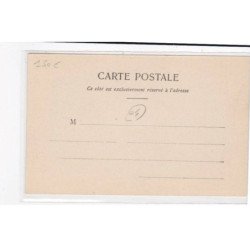 CARTE POSTALE
Ce côté est exclusivement réservé à l'adresse
M